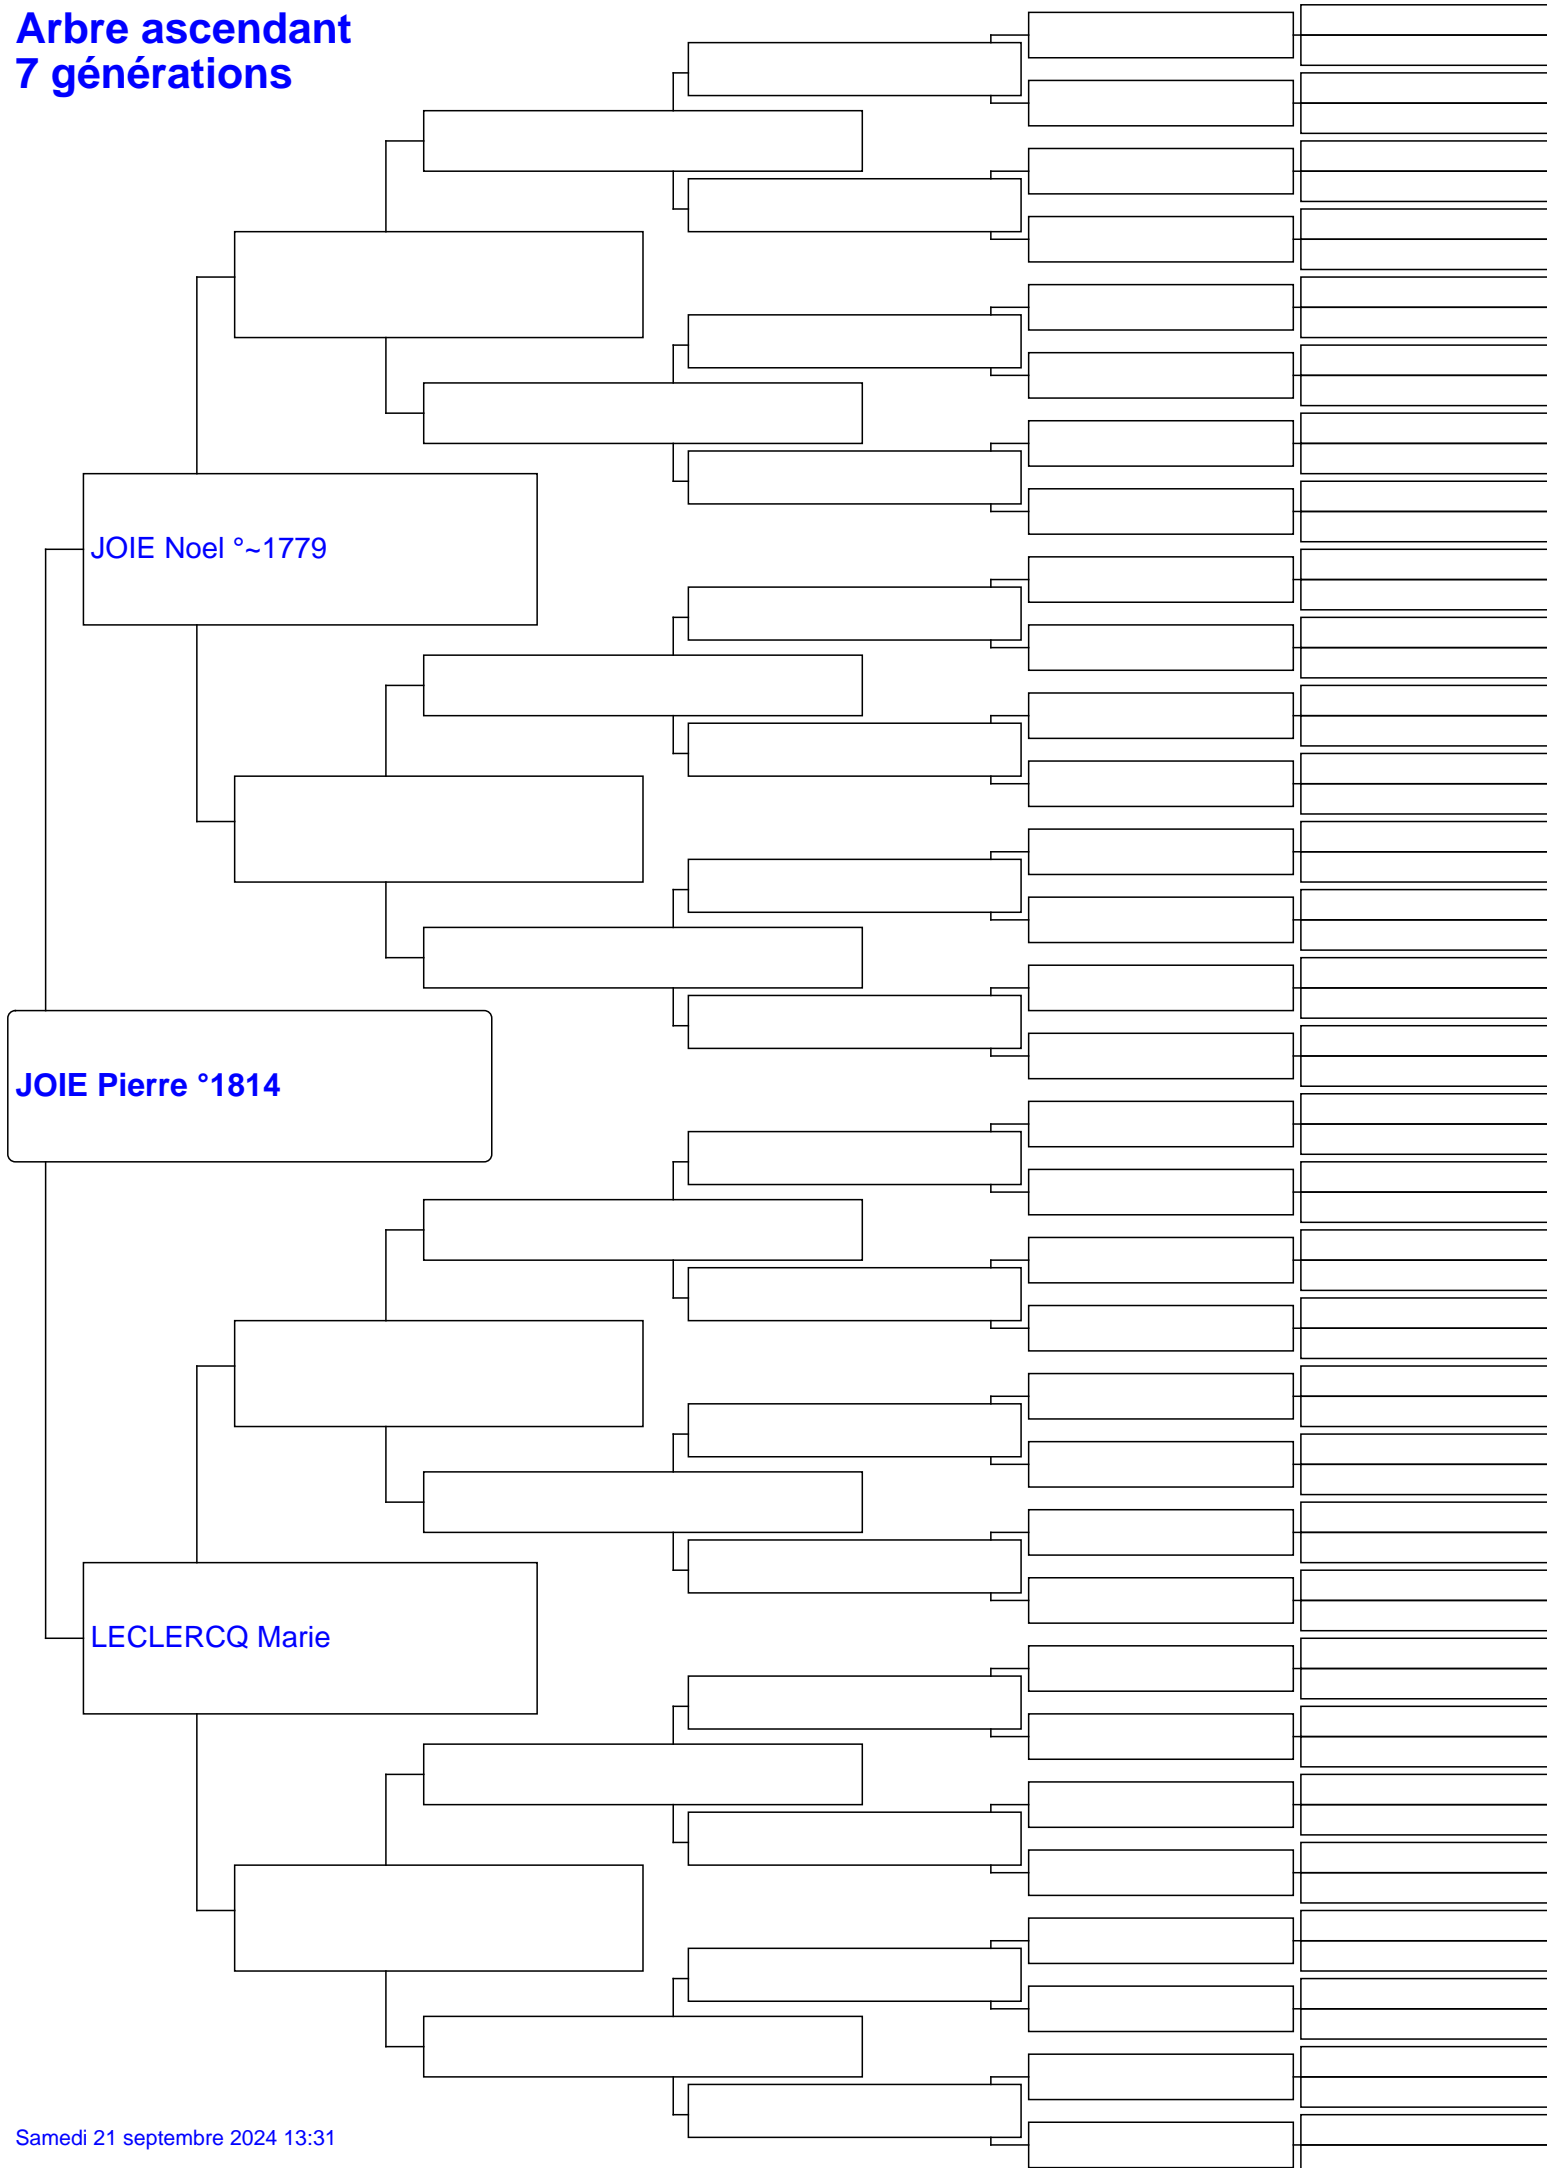 Arbre ascendant
7 générations
JOIE Noel °~1779
JOIE Pierre °1814
LECLERCQ Marie
Samedi 21 septembre 2024 13:31